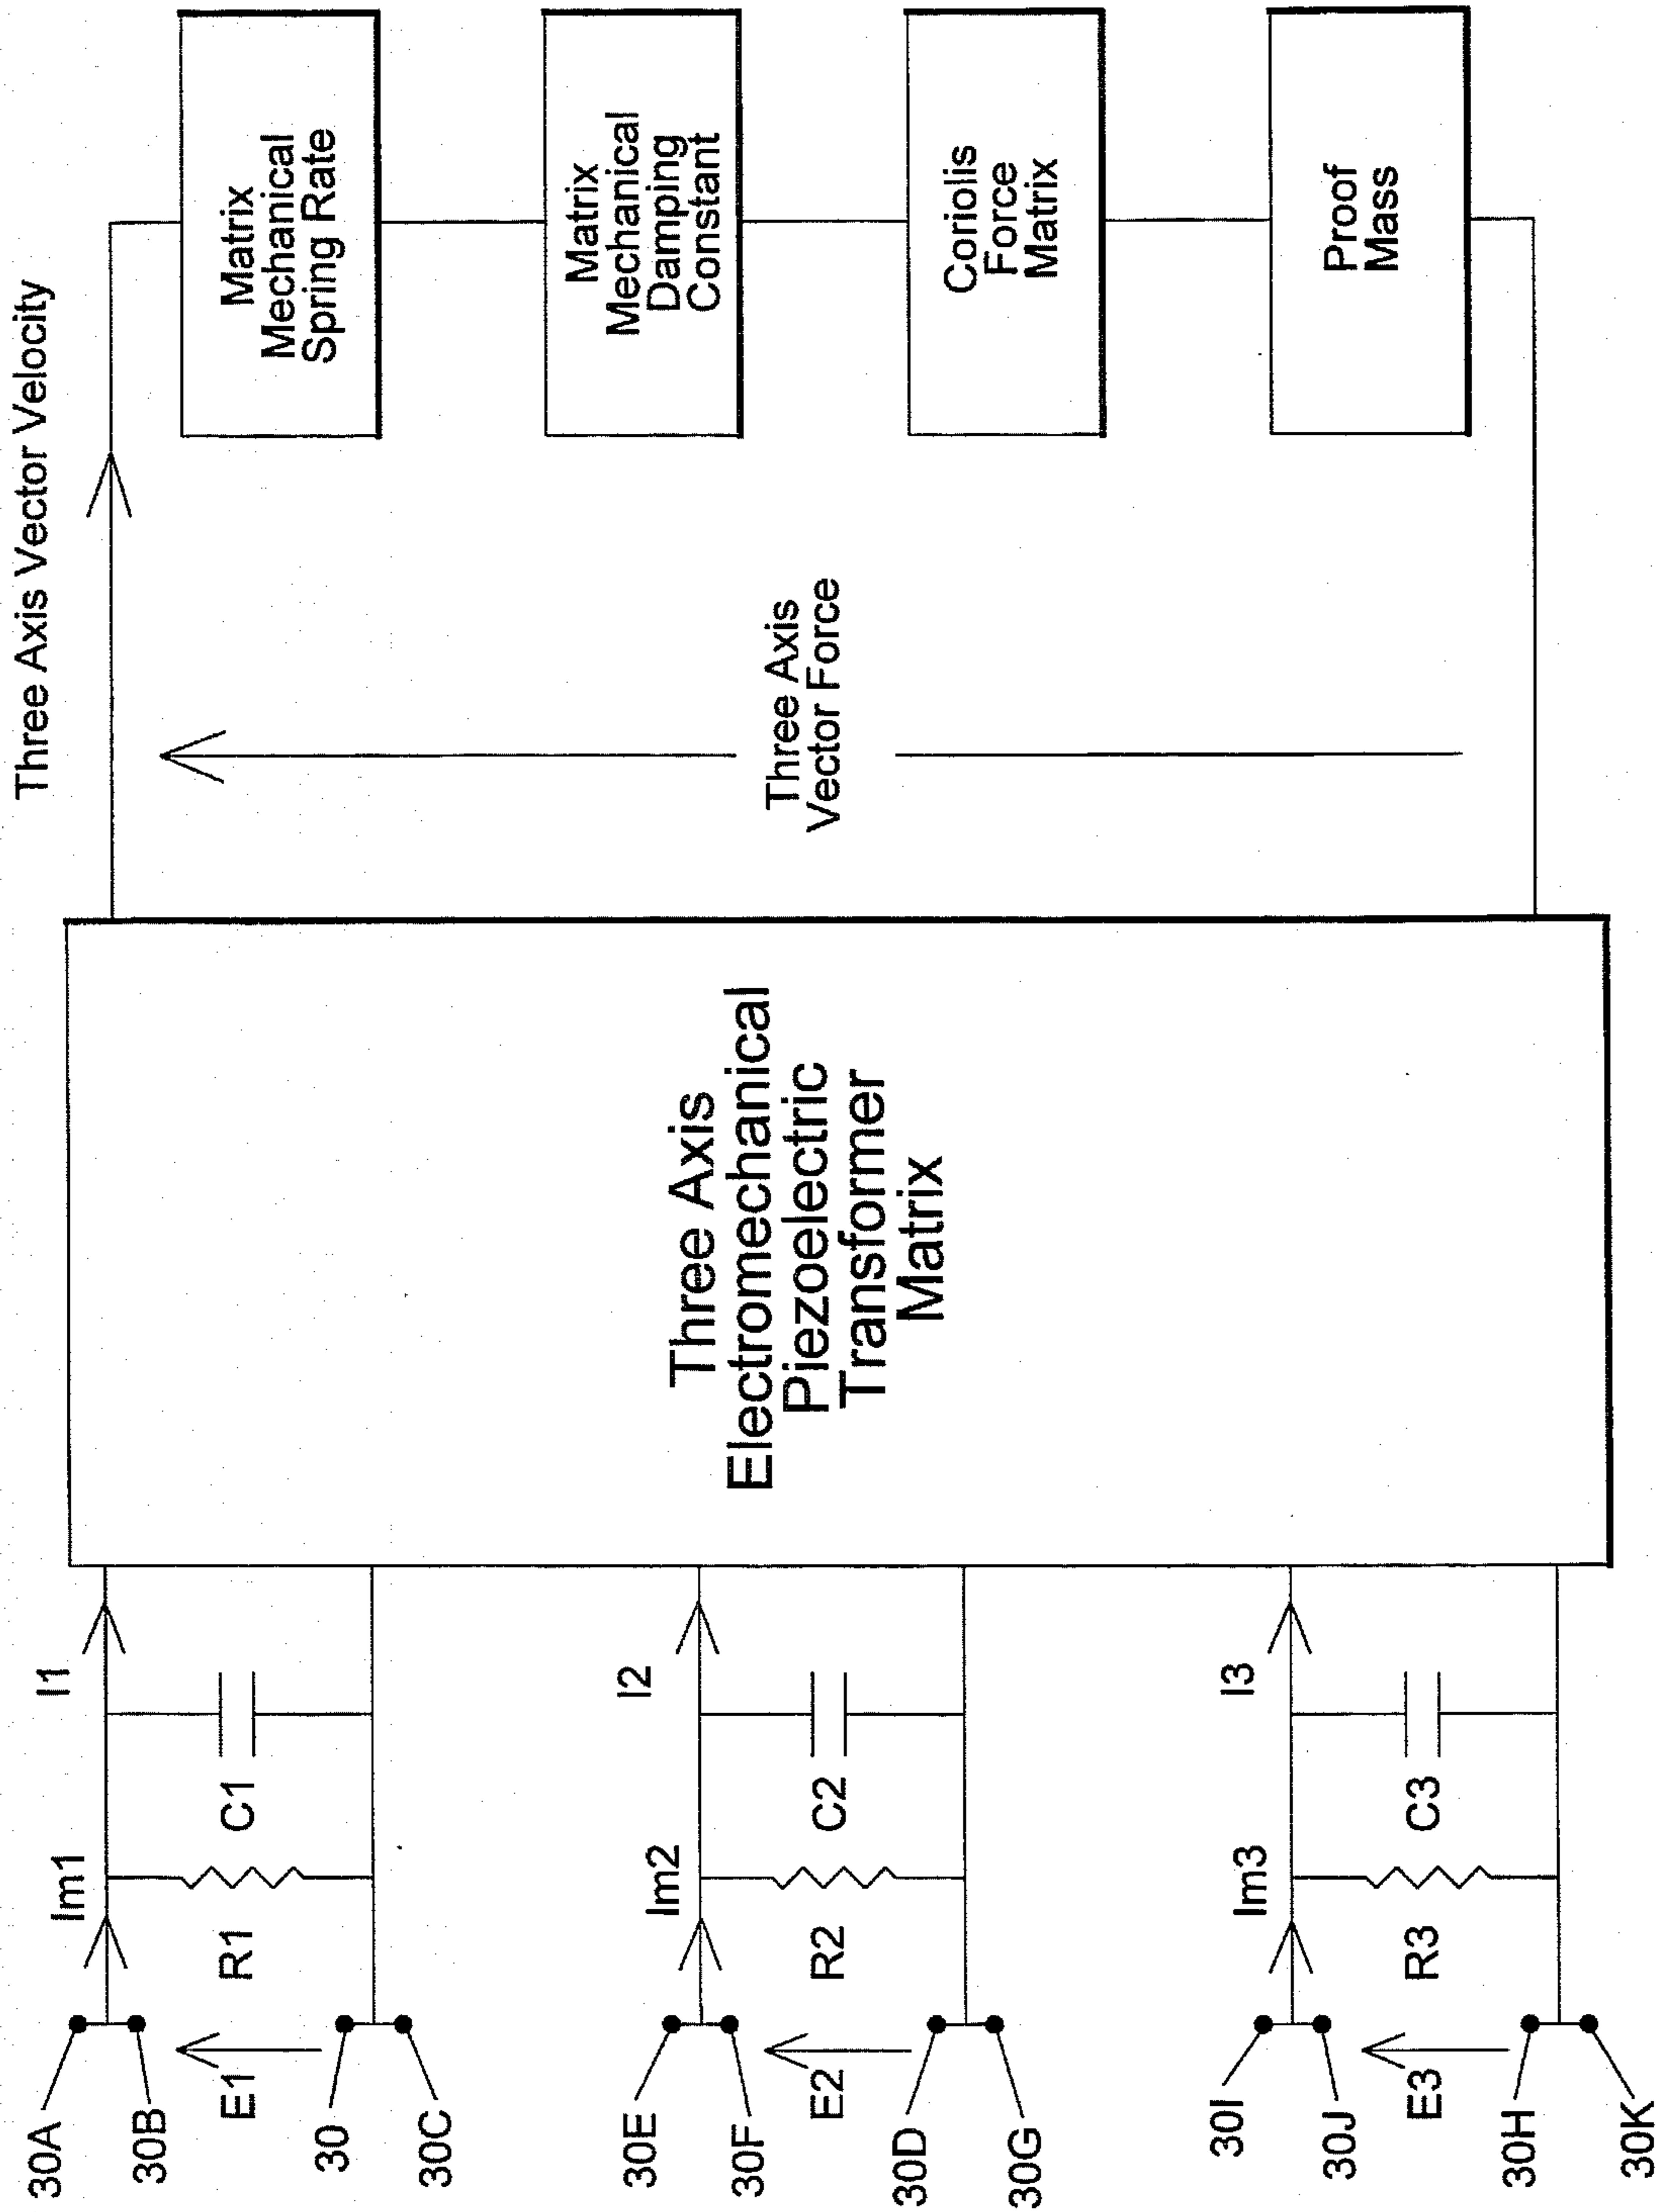 Three Axis Vector Velocity
Matrix
Mechanical
Spring Rate
Matrix
Mechanical
Damping
Constant
Coriolis
Force
Matrix
Proof
Mass
Three Axis
Vector Force
Three Axis
Electromechanical
Piezoelectric
Transformer
Matrix
30A
30B
E1
30
30C
Im1
I1
R1
C1
30E
30F
E2
30D
30G
Im2
I2
R2
C2
30I
30J
E3
30H
30K
Im3
I3
R3
C3